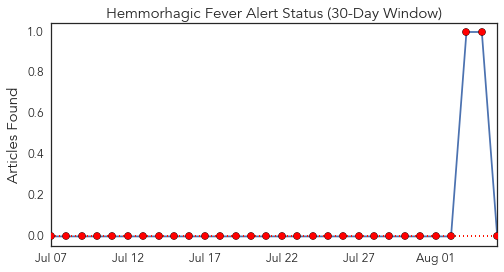 Hemmorhagic Fever Alert Status (30-Day Window)
Articles Found
1.0
0.8
0.6
0.4
0.2
0.0
Jul 07
Jul 12
Jul 17
Jul 22
Jul 27
Aug 01